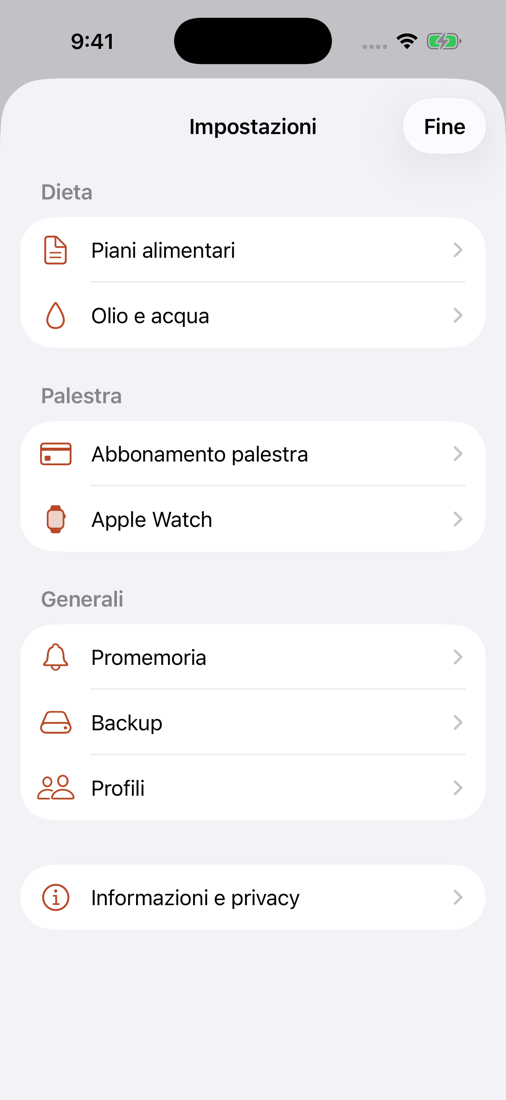 9:41
Impostazioni
Fine
Dieta
Piani alimentari
Olio e acqua
Palestra
Abbonamento palestra
Apple Watch
Generali
Promemoria
Backup
Profili
Informazioni e privacy